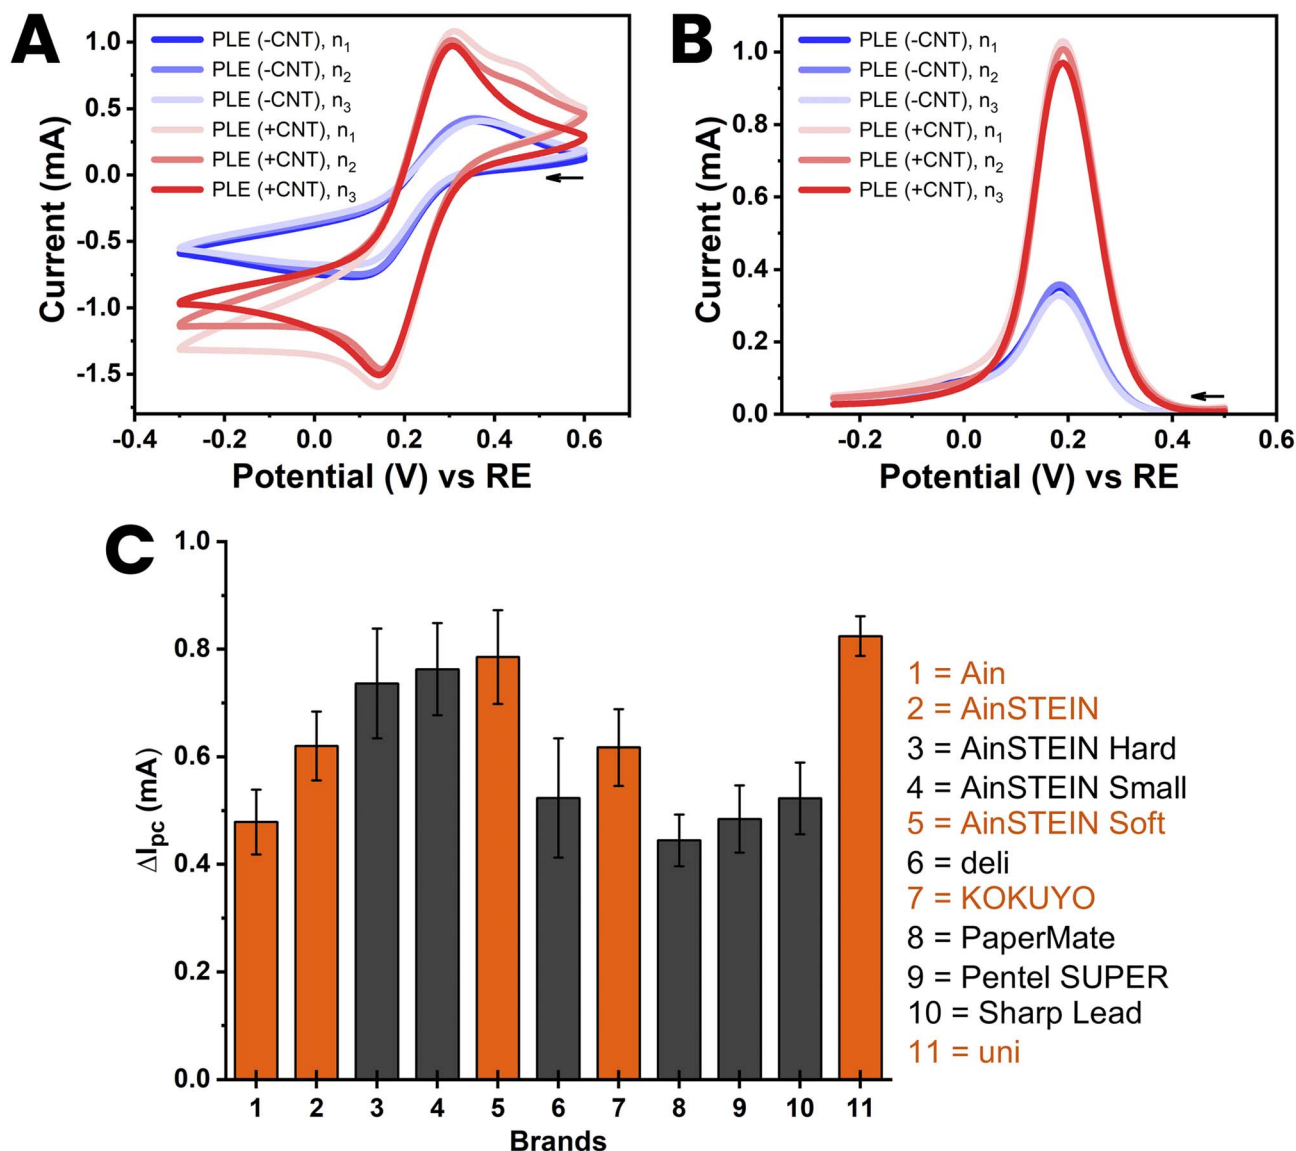 A
PLE (-CNT), n1
PLE (-CNT), n2
PLE (-CNT), n3
PLE (+CNT), n1
PLE (+CNT), n2
PLE (+CNT), n3
1.0
0.5
0.0
-0.5
-1.0
-1.5
Current (mA)
-0.4 -0.2 0.0 0.2 0.4 0.6
Potential (V) vs RE
B
PLE (-CNT), n1
PLE (-CNT), n2
PLE (-CNT), n3
PLE (+CNT), n1
PLE (+CNT), n2
PLE (+CNT), n3
1.0
0.8
0.6
0.4
0.2
0.0
Current (mA)
-0.2 0.0 0.2 0.4 0.6
Potential (V) vs RE
C
1.0
0.8
0.6
0.4
0.2
0.0
ΔIpc (mA)
1 2 3 4 5 6 7 8 9 10 11
Brands
1 = Ain
2 = AinSTEIN
3 = AinSTEIN Hard
4 = AinSTEIN Small
5 = AinSTEIN Soft
6 = deli
7 = KOKUYO
8 = PaperMate
9 = Pentel SUPER
10 = Sharp Lead
11 = uni